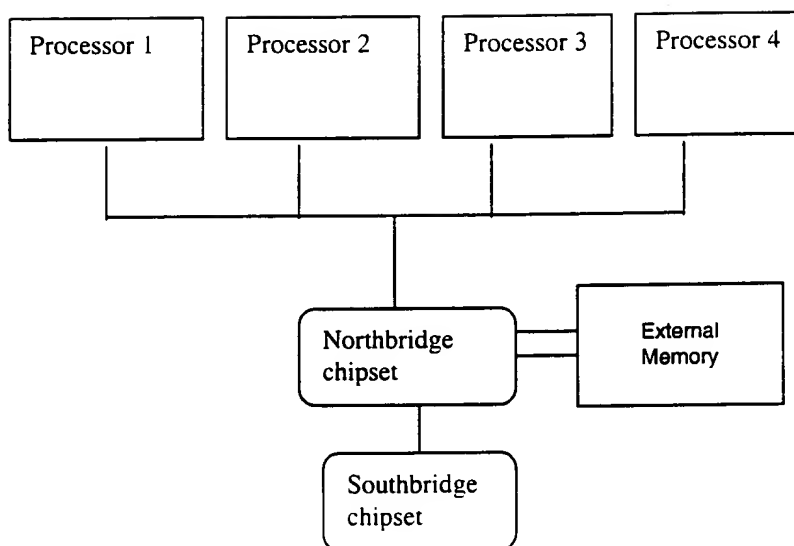 Processor 1
Processor 2
Processor 3
Processor 4
Northbridge
chipset
External
Memory
Southbridge
chipset